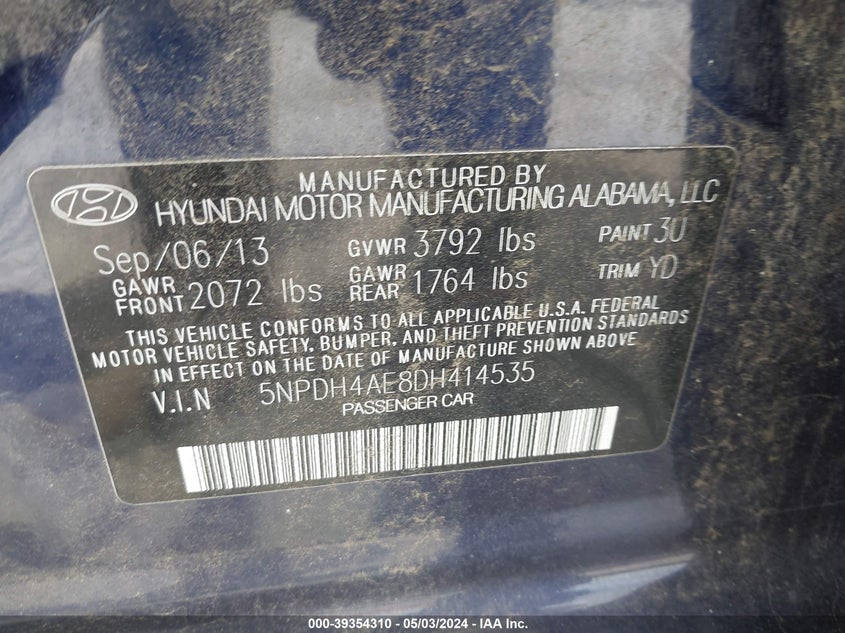 MANUFACTURED BY
HYUNDAI MOTOR MANUFACTURING ALABAMA, LLC
Sep/06/13 GVWR 3792 lbs PAINT 3U
GAWR FRONT 2072 lbs GAWR REAR 1764 lbs TRIM YD
THIS VEHICLE CONFORMS TO ALL APPLICABLE U.S.A. FEDERAL
MOTOR VEHICLE SAFETY, BUMPER, AND THEFT PREVENTION STANDARDS
IN EFFECT ON THE DATE OF MANUFACTURE SHOWN ABOVE
V.I.N 5NPDH4AE8DH414535
PASSENGER CAR
000-39354310 - 05/03/2024 - IAA Inc.